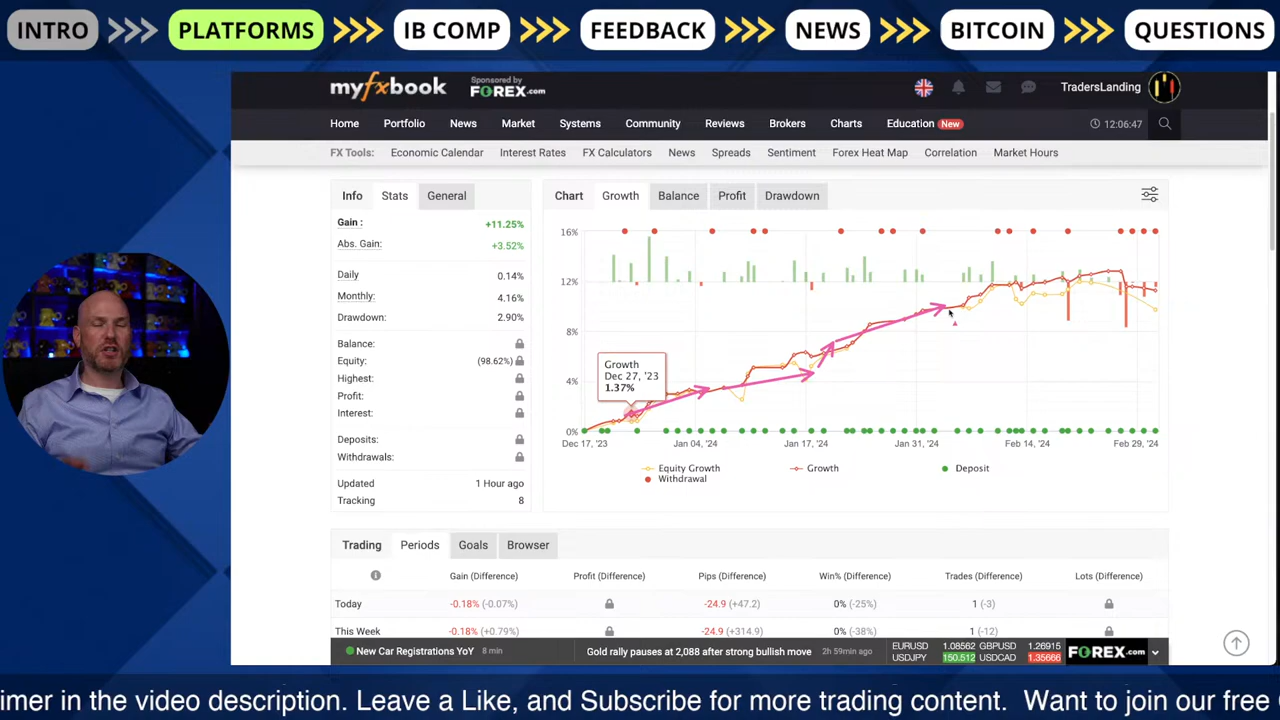 INTRO PLATFORMS IB COMP FEEDBACK NEWS BITCOIN QUESTIONS
myfxbook Sponsored by FOREX.com TradersLanding
Home Portfolio News Market Systems Community Reviews Brokers Charts Education New 12:06:47
FX Tools: Economic Calendar Interest Rates FX Calculators News Spreads Sentiment Forex Heat Map Correlation Market Hours
Info Stats General
Gain : +11.25%
Abs. Gain: +3.52%
Daily 0.14%
Monthly: 4.16%
Drawdown: 2.90%
Balance:
Equity: (98.62%)
Highest:
Profit:
Interest:
Deposits:
Withdrawals:
Updated 1 Hour ago
Tracking 8
Chart Growth Balance Profit Drawdown
16%
12%
8%
4%
0%
Growth
Dec 27, '23
1.37%
Dec 17, '23 Jan 04, '24 Jan 17, '24 Jan 31, '24 Feb 14, '24 Feb 29, '24
Equity Growth Growth Deposit
Withdrawal
Trading Periods Goals Browser
Gain (Difference) Profit (Difference) Pips (Difference) Win% (Difference) Trades (Difference) Lots (Difference)
Today -0.18% (-0.07%) -24.9 (+47.2) 0% (-25%) 1 (-3)
This Week -0.18% (+0.79%) -24.9 (+314.9) 0% (-38%) 1 (-12)
New Car Registrations YoY 8 min Gold rally pauses at 2,088 after strong bullish move 2h 59min ago
EURUSD 1.08562 GBPUSD 1.26915
USDJPY 150.512 USDCAD 1.35666
FOREX.com
imer in the video description. Leave a Like, and Subscribe for more trading content. Want to join our free